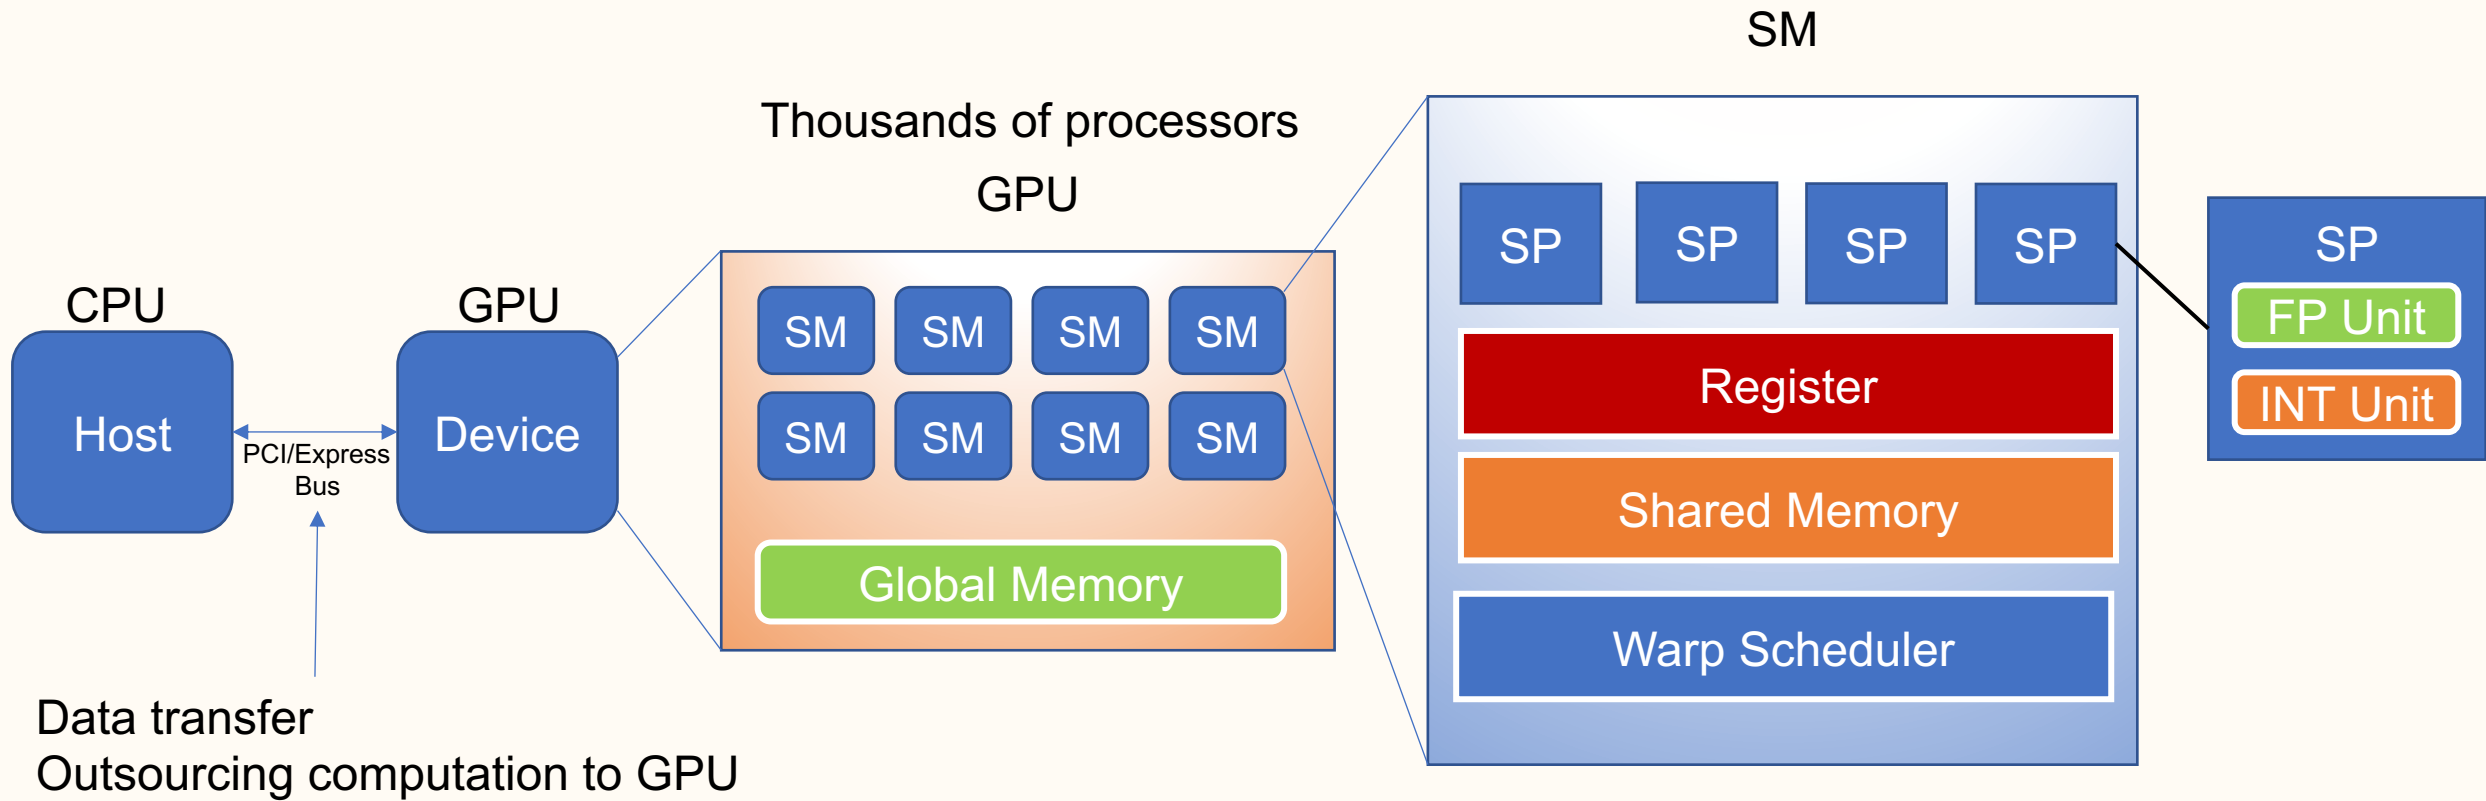 CPU
Host
PCI/Express
Bus
GPU
Device
Data transfer
Outsourcing computation to GPU
Thousands of processors
GPU
SM SM SM SM
SM SM SM SM
Global Memory
SM
SP SP SP SP
Register
Shared Memory
Warp Scheduler
SP
FP Unit
INT Unit